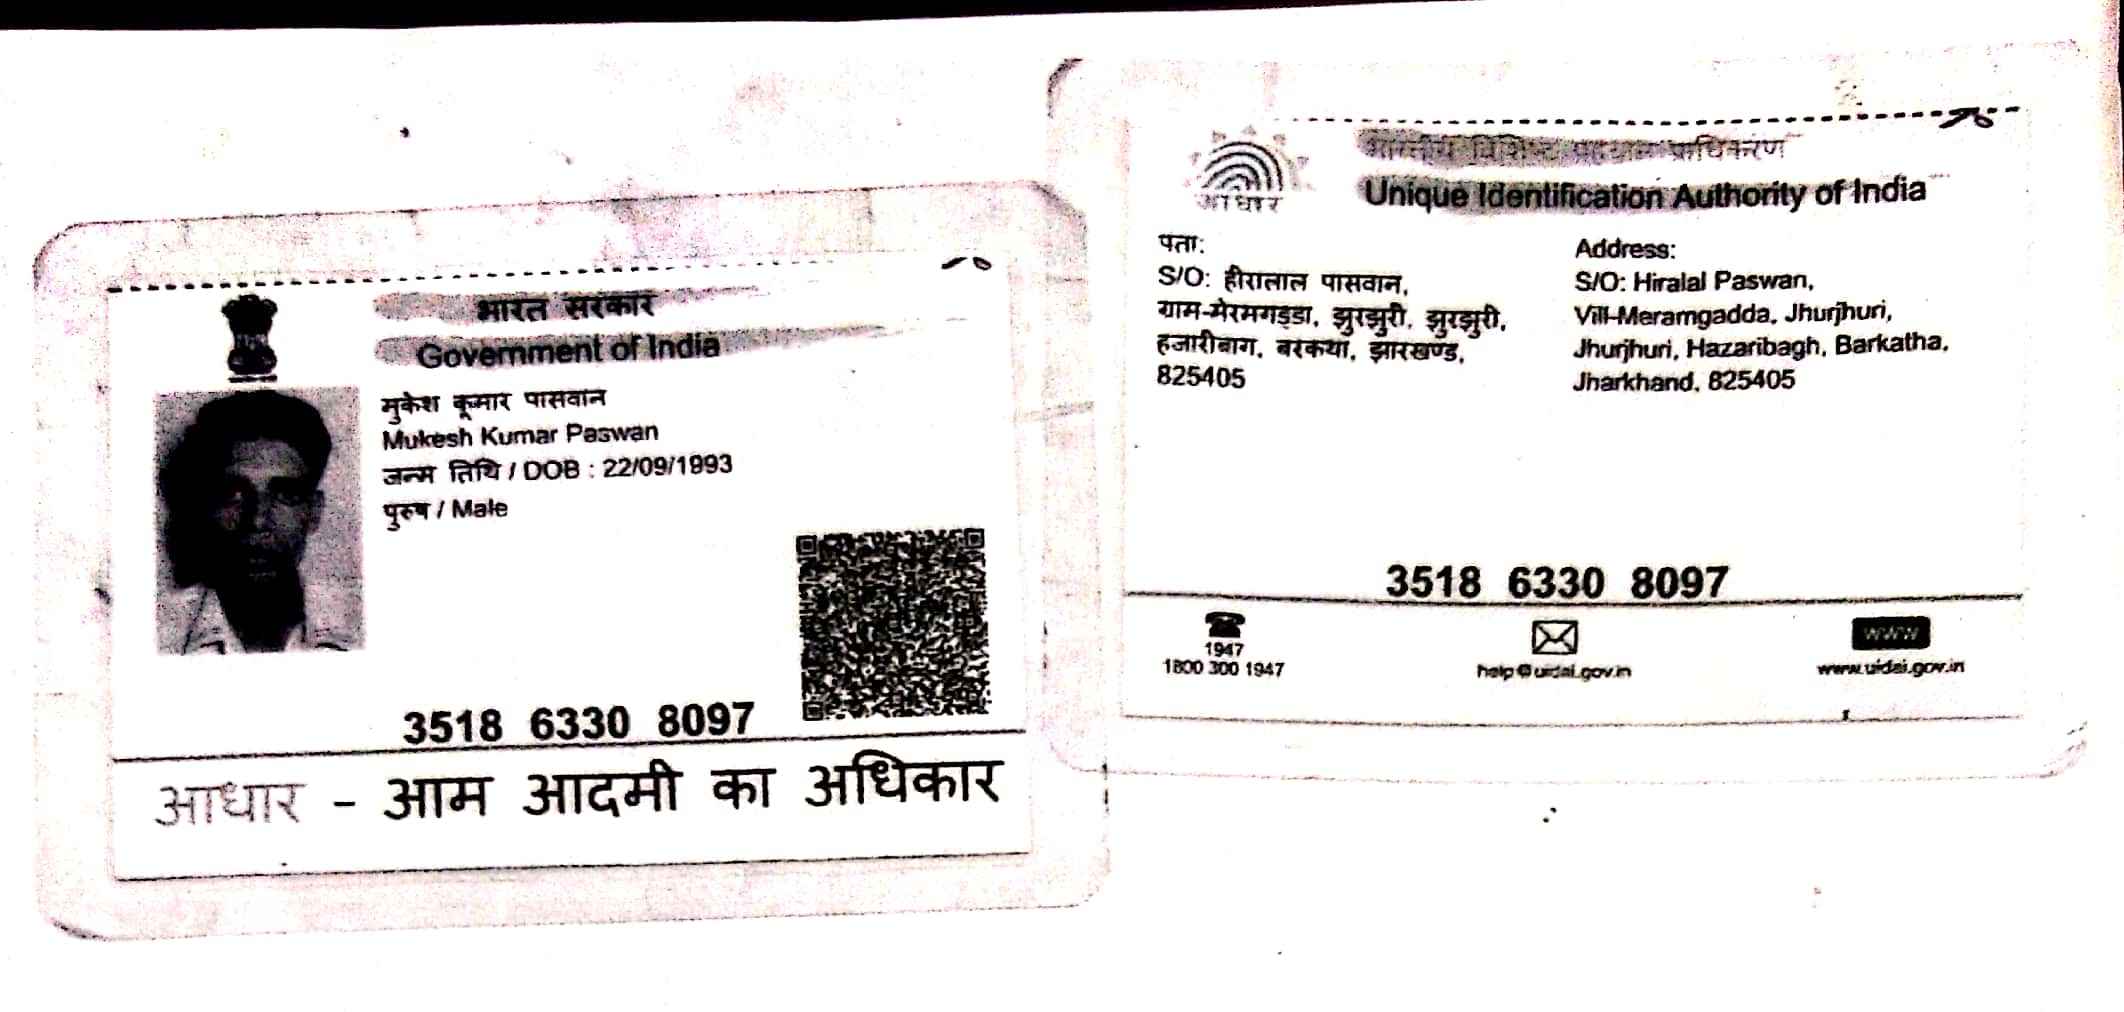 भारत सरकार
Government of India
मुकेश कूमार पासवान
Mukesh Kumar Paswan
जन्म तिथि / DOB : 22/09/1993
पुरुष / Male
3518 6330 8097
आधार - आम आदमी का अधिकार
भारतीय विशिष्ट पहचान प्राधिकरण
Unique Identification Authority of India
आधार
पता:
S/O: हीरालाल पासवान,
ग्राम-मेरमगड्डा, झुरझुरी, झुरझुरी,
हजारीबाग, बरकथा, झारखण्ड,
825405
Address:
S/O: Hiralal Paswan,
Vill-Meramgadda, Jhurjhuri,
Jhurjhuri, Hazaribagh, Barkatha,
Jharkhand, 825405
3518 6330 8097
1947
1800 300 1947
help@uidai.gov.in
www
www.uidai.gov.in